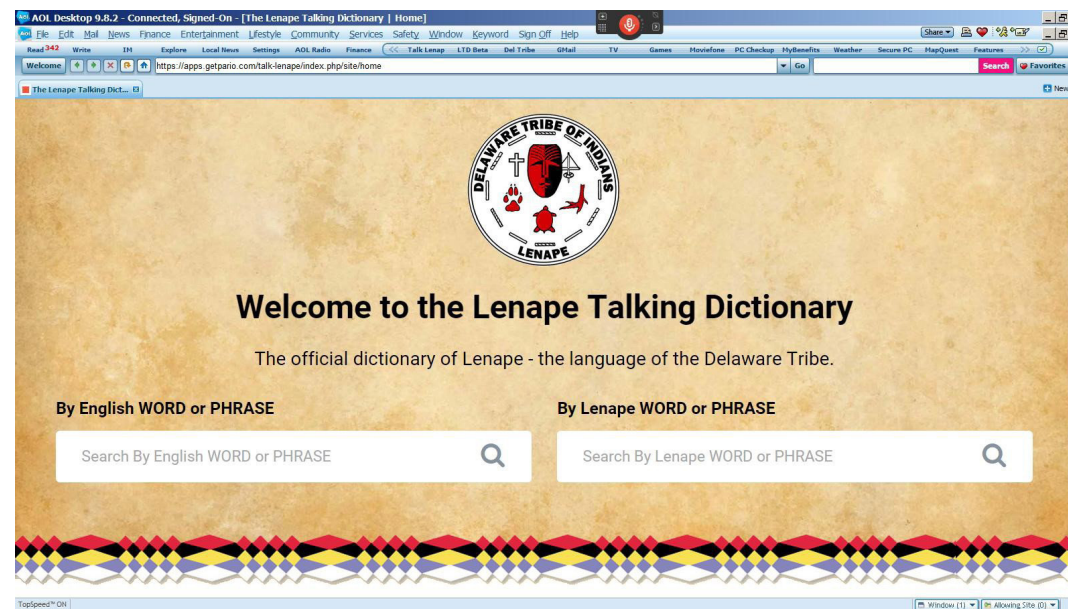 AOL Desktop 9.8.2 - Connected, Signed-On - [The Lenape Talking Dictionary | Home]
File Edit Mail News Finance Entertainment Lifestyle Community Services Safety Window Keyword Sign Off Help Share
Read 342 Write IM Explore Local News Settings AOL Radio Finance << Talk Lenap LTD Beta Del Tribe GMail TV Games Moviefone PC Checkup MyBenefits Weather Secure PC MapQuest Features >>
Welcome https://apps.getpario.com/talk-lenape/index.php/site/home Go Search Favorites
The Lenape Talking Dict... New
DELAWARE TRIBE OF INDIANS
LENAPE
Welcome to the Lenape Talking Dictionary
The official dictionary of Lenape - the language of the Delaware Tribe.
By English WORD or PHRASE By Lenape WORD or PHRASE
Search By English WORD or PHRASE Search By Lenape WORD or PHRASE
TopSpeed™ ON Window (1) Allowing Site (0)